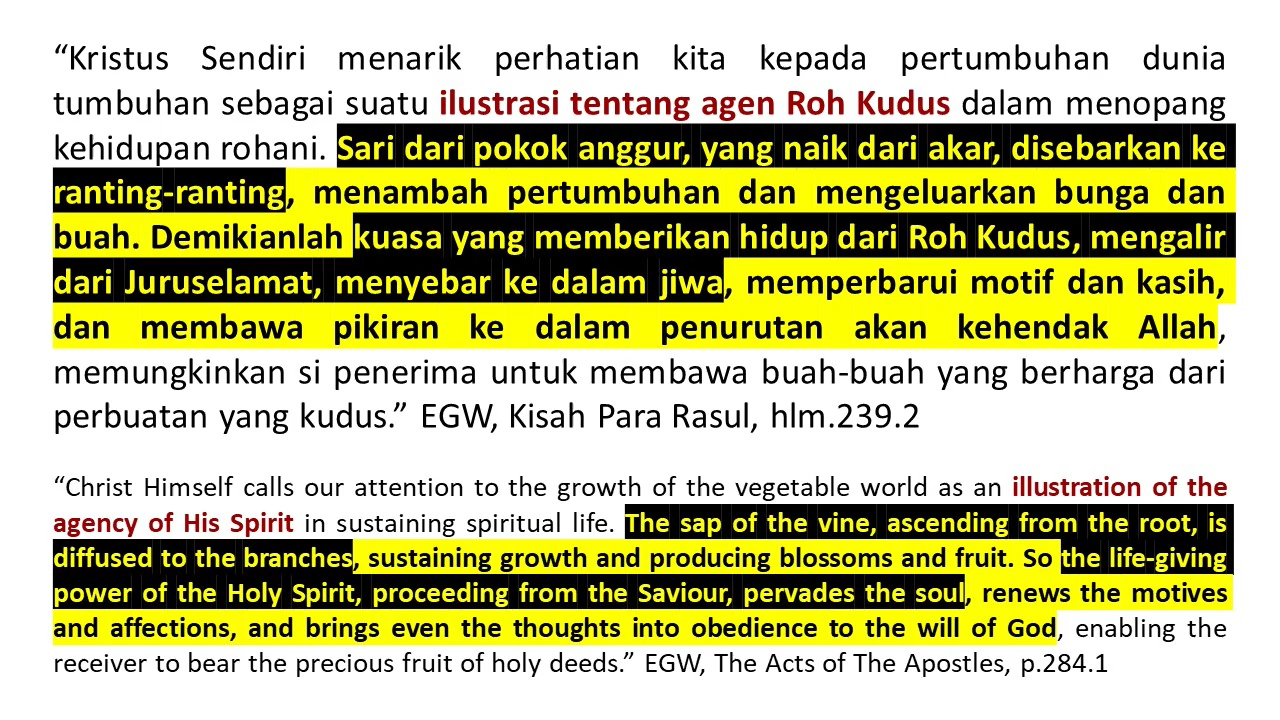 “Kristus Sendiri menarik perhatian kita kepada pertumbuhan dunia
tumbuhan sebagai suatu ilustrasi tentang agen Roh Kudus dalam menopang
kehidupan rohani. Sari dari pokok anggur, yang naik dari akar, disebarkan ke
ranting-ranting, menambah pertumbuhan dan mengeluarkan bunga dan
buah. Demikianlah kuasa yang memberikan hidup dari Roh Kudus, mengalir
dari Juruselamat, menyebar ke dalam jiwa, memperbarui motif dan kasih,
dan membawa pikiran ke dalam penurutan akan kehendak Allah,
memungkinkan si penerima untuk membawa buah-buah yang berharga dari
perbuatan yang kudus.” EGW, Kisah Para Rasul, hlm.239.2
“Christ Himself calls our attention to the growth of the vegetable world as an illustration of the
agency of His Spirit in sustaining spiritual life. The sap of the vine, ascending from the root, is
diffused to the branches, sustaining growth and producing blossoms and fruit. So the life-giving
power of the Holy Spirit, proceeding from the Saviour, pervades the soul, renews the motives
and affections, and brings even the thoughts into obedience to the will of God, enabling the
receiver to bear the precious fruit of holy deeds.” EGW, The Acts of The Apostles, p.284.1